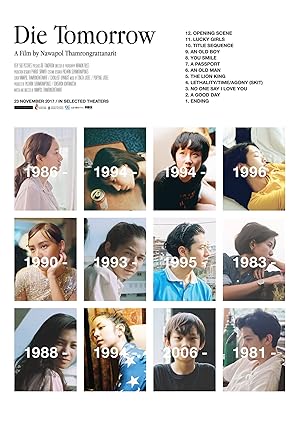 Die Tomorrow
A Film by Nawapol Thamrongrattanarit
23 NOVEMBER 2017 / IN SELECTED THEATERS
12. OPENING SCENE
11. LUCKY GIRLS
10. TITLE SEQUENCE
9. AN OLD BOY
8. YOU SMILE
7. A PASSPORT
6. AN OLD MAN
5. THE LION KING
4. LETHALITY/TIME/AGONY (SKIT)
3. NO ONE SAY I LOVE YOU
2. A GOOD DAY
1. ENDING
1986 -
1994 -
1994 -
1996 -
1990 -
1993 -
1995 -
1983 -
1988 -
1994 -
2006 -
1981 -